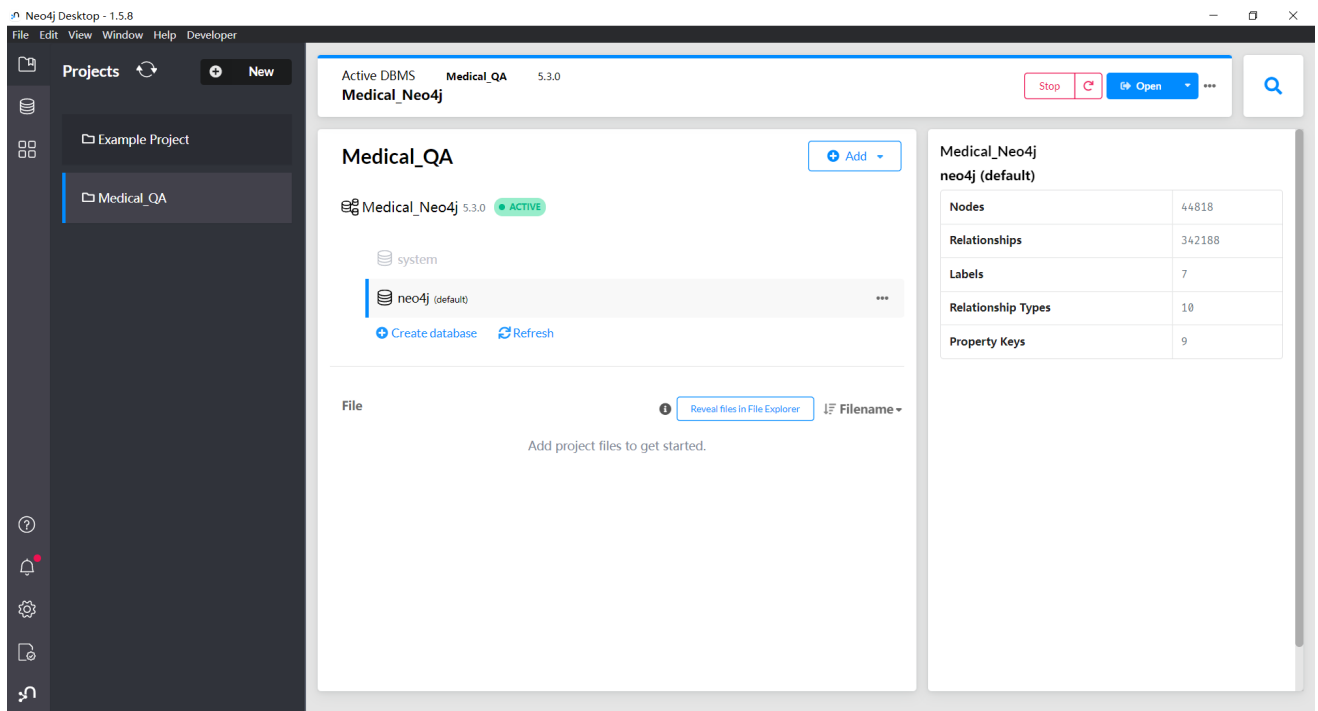 Neo4j Desktop - 1.5.8
File Edit View Window Help Developer
Projects New
Example Project
Medical_QA
Active DBMS Medical_QA 5.3.0
Medical_Neo4j
Stop Open
Medical_QA
Add
Medical_Neo4j 5.3.0 ACTIVE
system
neo4j (default)
Create database Refresh
File
Reveal files in File Explorer Filename
Add project files to get started.
Medical_Neo4j
neo4j (default)
Nodes 44818
Relationships 342188
Labels 7
Relationship Types 10
Property Keys 9